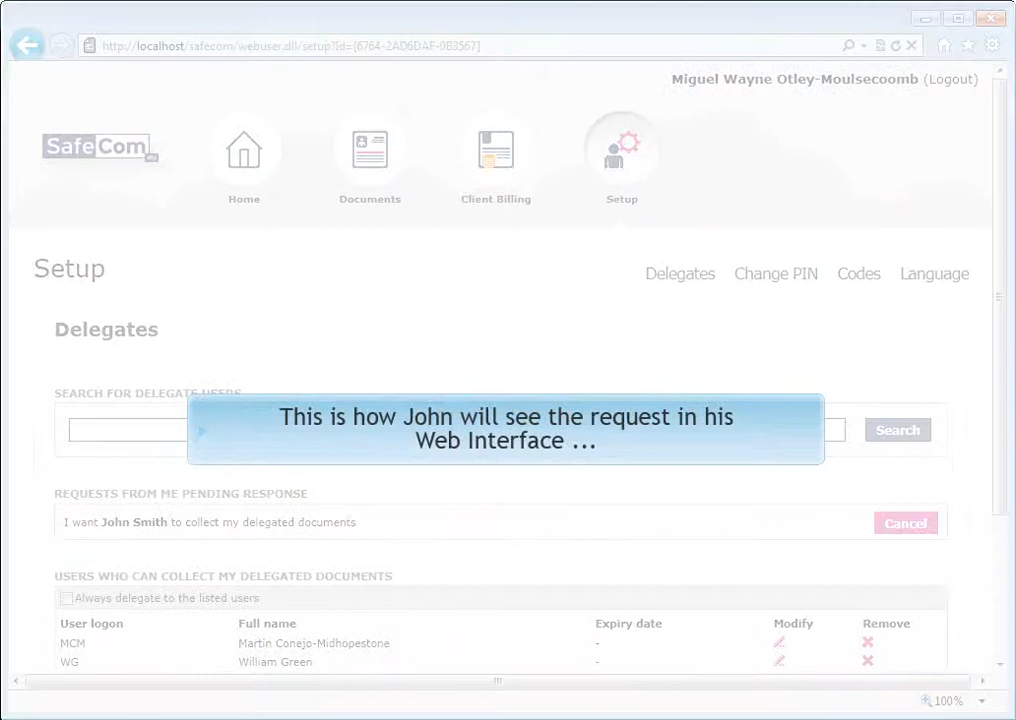 http://localhost/safecom/webuser.dll/setup?Id=[6764-2AD6DAF-0B3567]
Miguel Wayne Otley-Moulsecoomb (Logout)
SafeCom
Home
Documents
Client Billing
Setup
Setup
Delegates
Change PIN
Codes
Language
Delegates
SEARCH FOR DELEGATE USERS
This is how John will see the request in his
Web Interface ...
Search
REQUESTS FROM ME PENDING RESPONSE
I want John Smith to collect my delegated documents
Cancel
USERS WHO CAN COLLECT MY DELEGATED DOCUMENTS
Always delegate to the listed users
User logon Full name Expiry date Modify Remove
MCM Martin Conejo-Midhopestone -
WG William Green -
100%